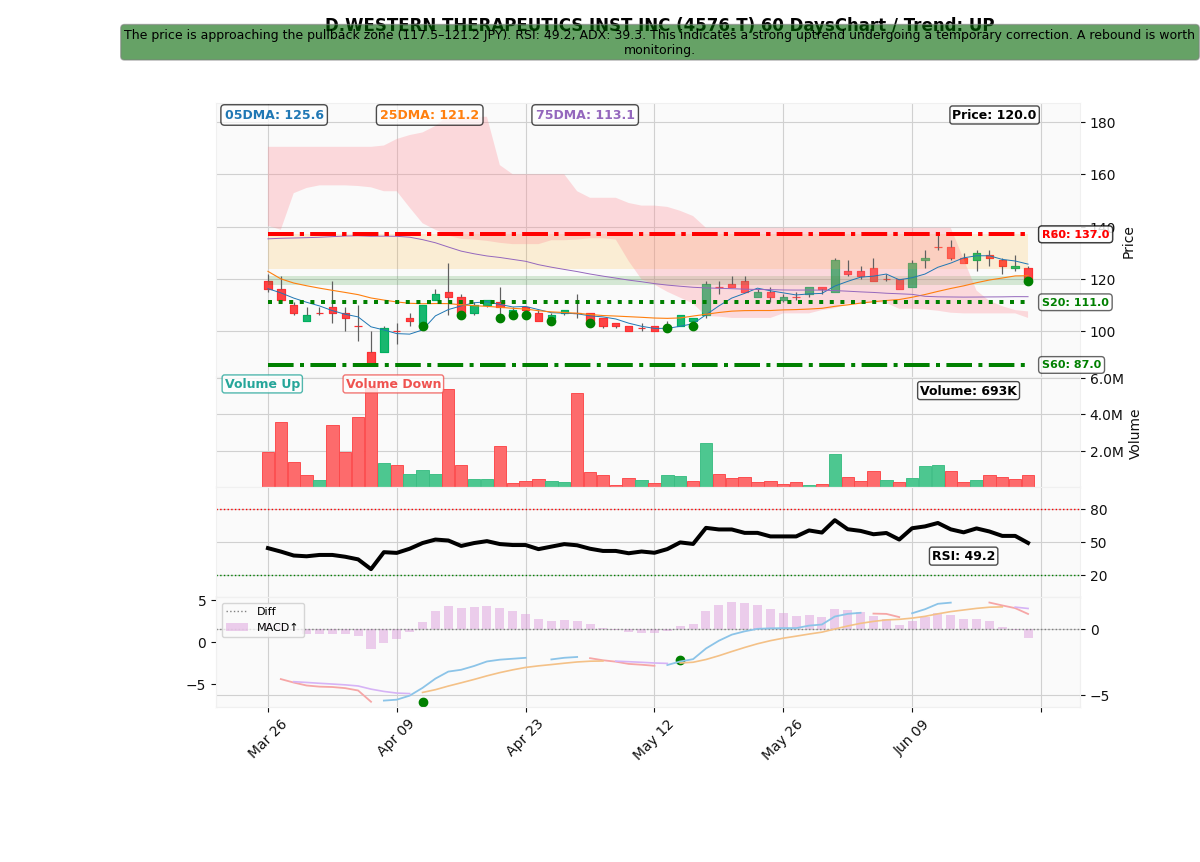 D.WESTERN THERAPEUTICS INST INC (4576.T) 60 DaysChart / Trend: UP
The price is approaching the pullback zone (117.5–121.2 JPY). RSI: 49.2, ADX: 39.3. This indicates a strong uptrend undergoing a temporary correction. A rebound is worth
monitoring.
05DMA: 125.6
25DMA: 121.2
75DMA: 113.1
Price: 120.0
180
160
140
120
100
Price
R60: 137.0
S20: 111.0
S60: 87.0
Volume Up
Volume Down
Volume: 693K
6.0M
4.0M
2.0M
Volume
80
50
20
RSI: 49.2
Diff
MACD↑
5
0
−5
0
−5
Mar 26
Apr 09
Apr 23
May 12
May 26
Jun 09